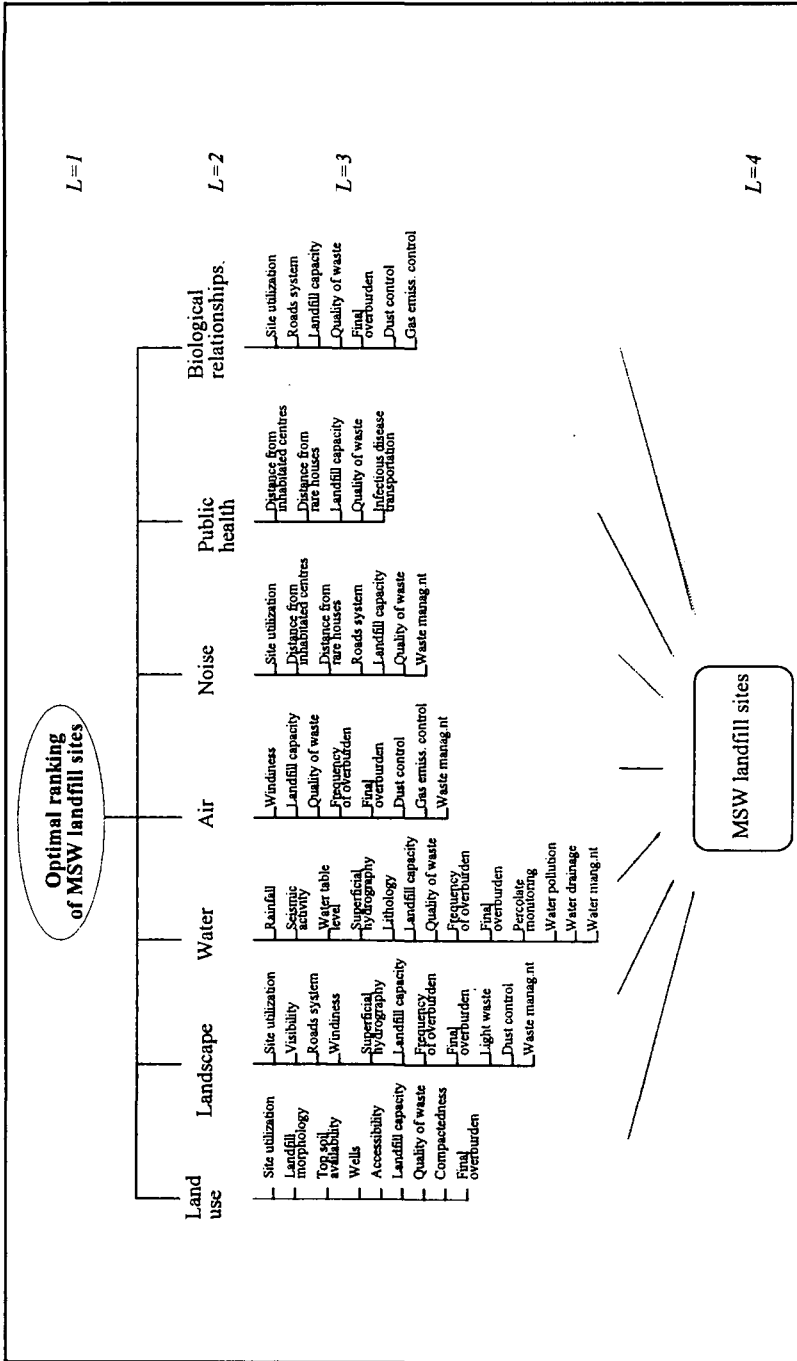 Optimal ranking
of MSW landfill sites
L=1
Land
use
Landscape
Water
Air
Noise
Public
health
Biological
relationships.
L=2
Site utilization
Landfill
morphology
Top soil
availability
Wells
Accessibility
Landfill capacity
Quality of waste
Compactedness
Final
overburden
Site utilization
Visibility
Roads system
Windiness
Superficial
hydrography
Landfill capacity
Frequency
of overburden
Final
overburden
Light waste
Dust control
Waste manag.nt
Rainfall
Seismic
activity
Water table
level
Superficial
hydrography
Lithology
Landfill capacity
Quality of waste
Frequency
of overburden
Final
overburden
Percolate
monitoring
Water pollution
Water drainage
Water mang.nt
Windiness
Landfill capacity
Quality of waste
Frequency
of overburden
Final
overburden
Dust control
Gas emiss. control
Waste manag.nt
Site utilization
Distance from
inhabitated centres
Distance from
rare houses
Roads system
Landfill capacity
Quality of waste
Waste manag.nt
Distance from
inhabitated centres
Distance from
rare houses
Landfill capacity
Quality of waste
Infectious disease
transportation
Site utilization
Roads system
Landfill capacity
Quality of waste
Final
overburden
Dust control
Gas emiss. control
L=3
MSW landfill sites
L=4